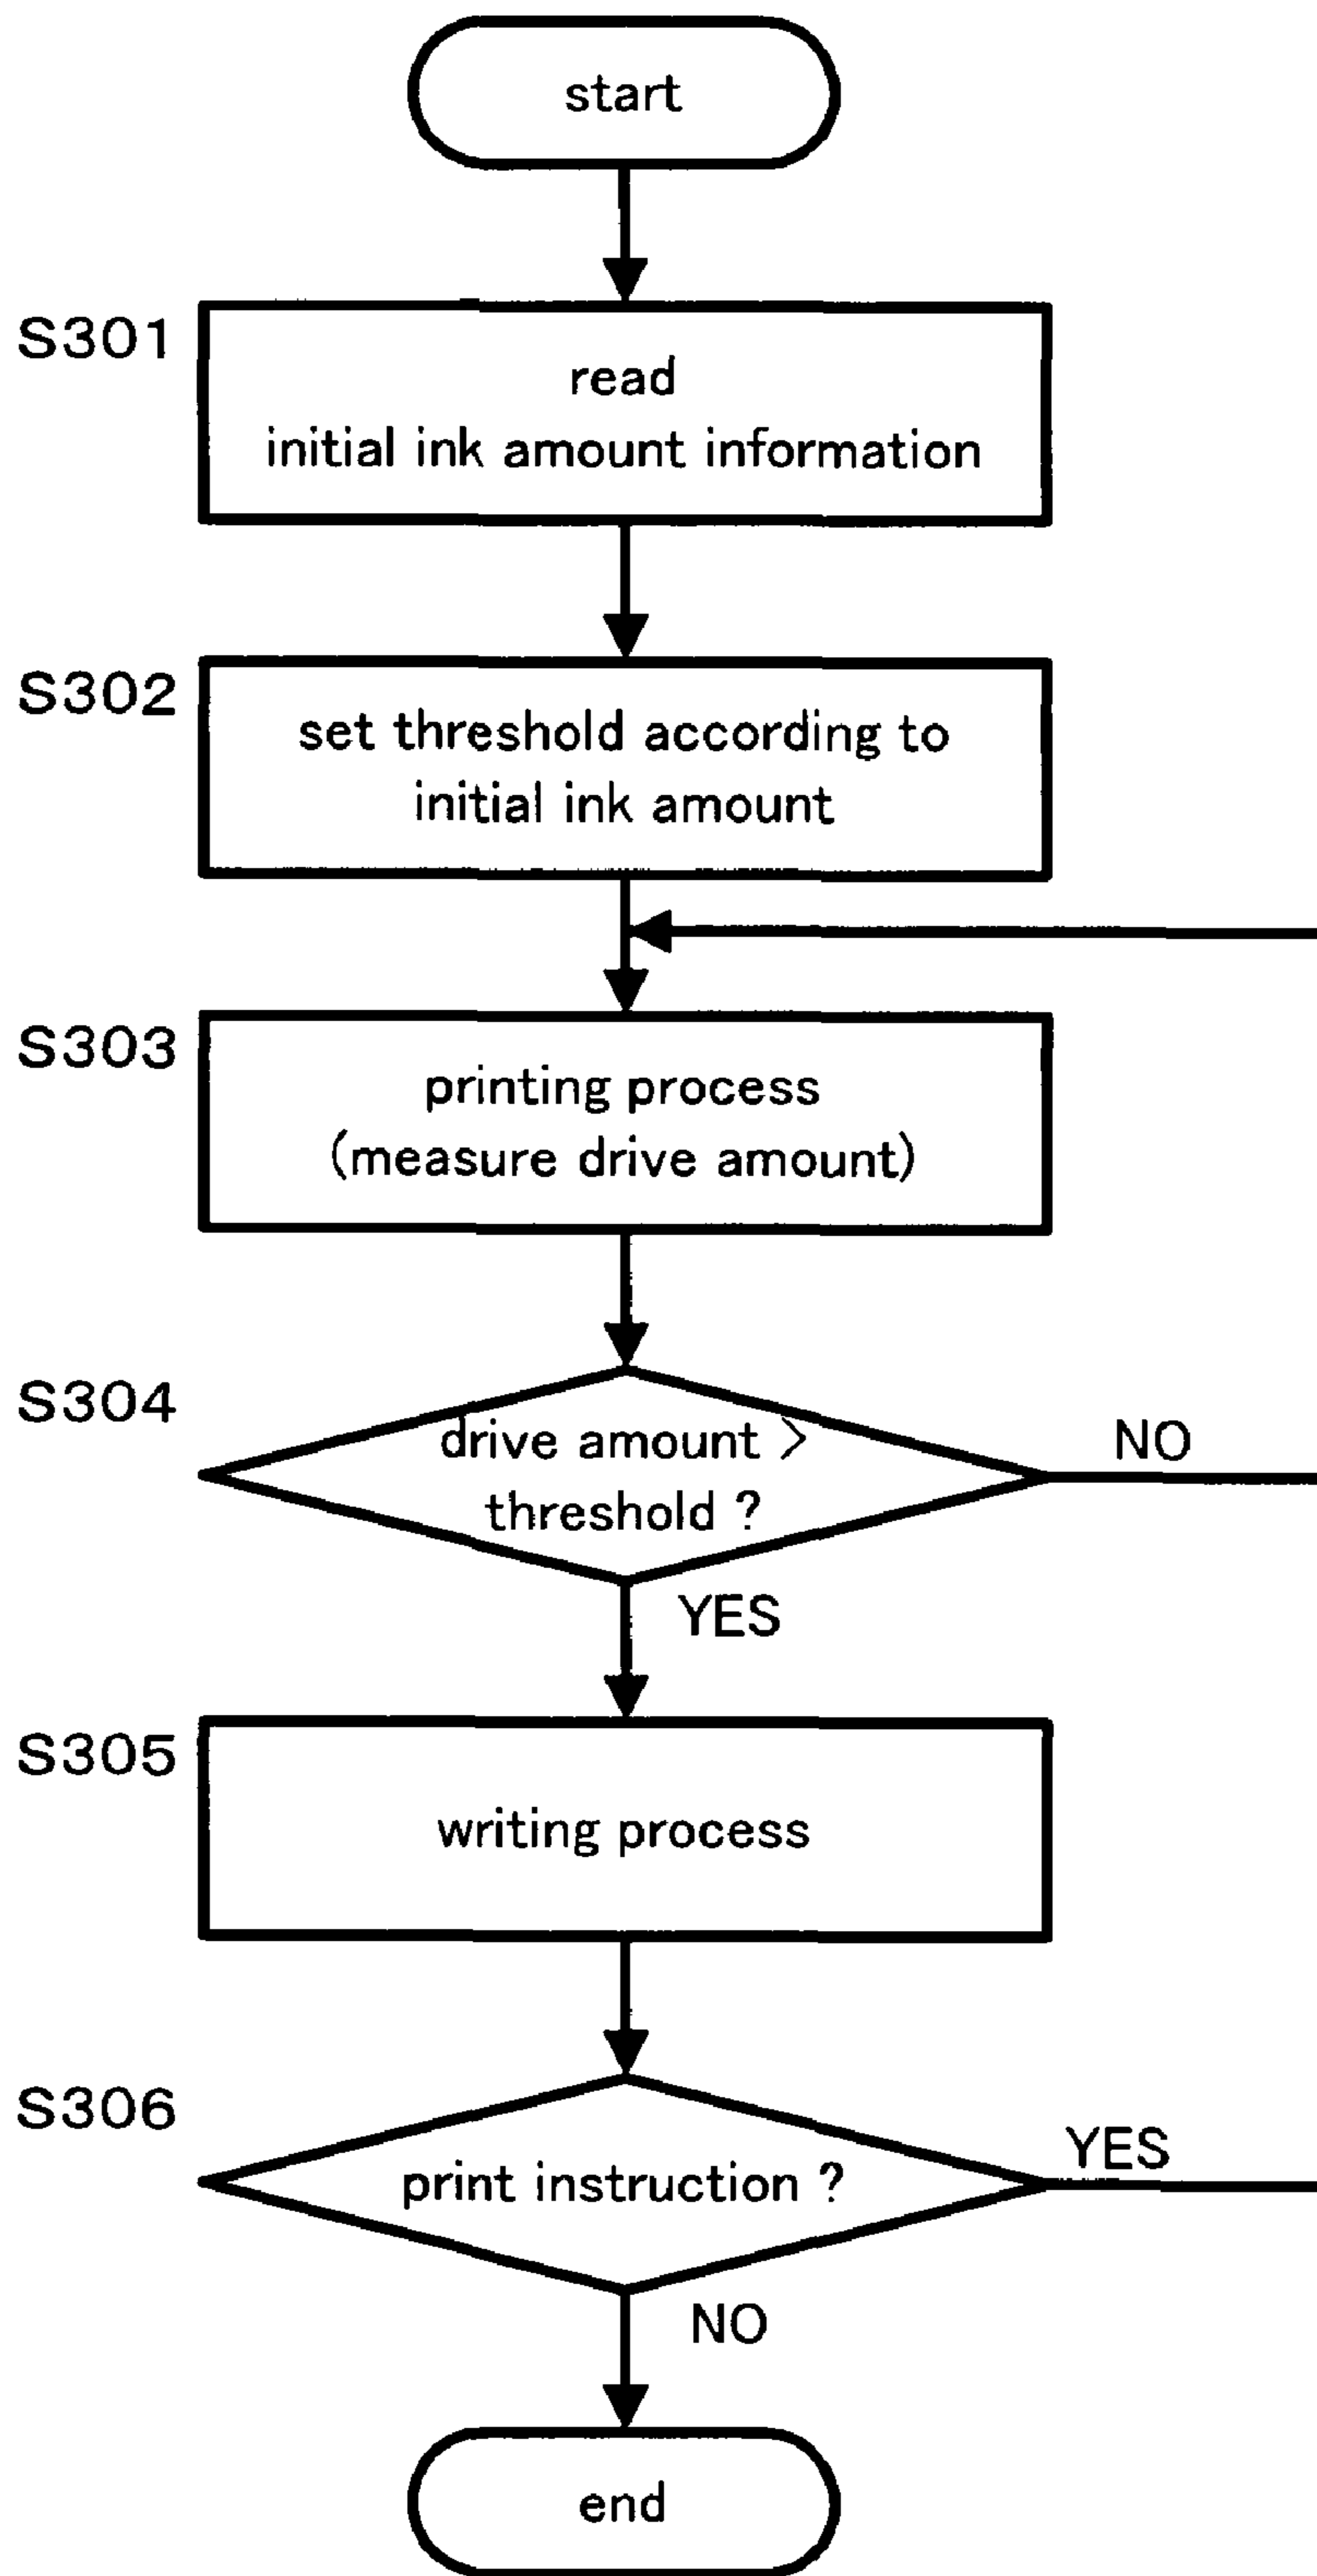 start
S301
read
initial ink amount information
S302
set threshold according to
initial ink amount
S303
printing process
(measure drive amount)
S304
drive amount >
threshold ?
NO
YES
S305
writing process
S306
print instruction ?
YES
NO
end